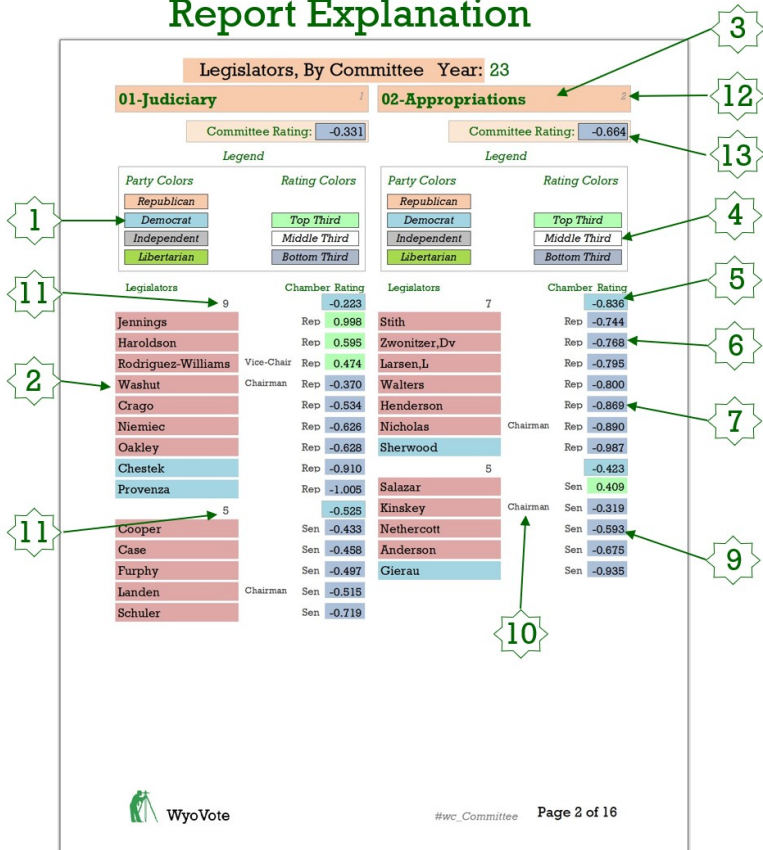 Report Explanation
3
Legislators, By Committee Year: 23
01-Judiciary 1 02-Appropriations 2
12
Committee Rating: -0.331 Committee Rating: -0.664
13
Legend Legend
Party Colors Rating Colors Party Colors Rating Colors
Republican Republican
1 Democrat Top Third Democrat Top Third 4
Independent Middle Third Independent Middle Third
Libertarian Bottom Third Libertarian Bottom Third
5
11 Legislators Chamber Rating Legislators Chamber Rating
9 -0.223 7 -0.836
Jennings Rep 0.998 Stith Rep -0.744
Haroldson Rep 0.595 Zwonitzer,Dv Rep -0.768 6
Rodriguez-Williams Vice-Chair Rep 0.474 Larsen,L Rep -0.795
2 Washut Chairman Rep -0.370 Walters Rep -0.800
Crago Rep -0.534 Henderson Rep -0.869 7
Niemiec Rep -0.626 Nicholas Chairman Rep -0.890
Oakley Rep -0.628 Sherwood Rep -0.987
Chestek Rep -0.910 5 -0.423
Provenza Rep -1.005 Salazar Sen 0.409
5 -0.525 Kinskey Chairman Sen -0.319
11 Cooper Sen -0.433 Nethercott Sen -0.593
Case Sen -0.458 Anderson Sen -0.675 9
Furphy Sen -0.497 Gierau Sen -0.935
Landen Chairman Sen -0.515
Schuler Sen -0.719
10
WyoVote #wc_Committee Page 2 of 16